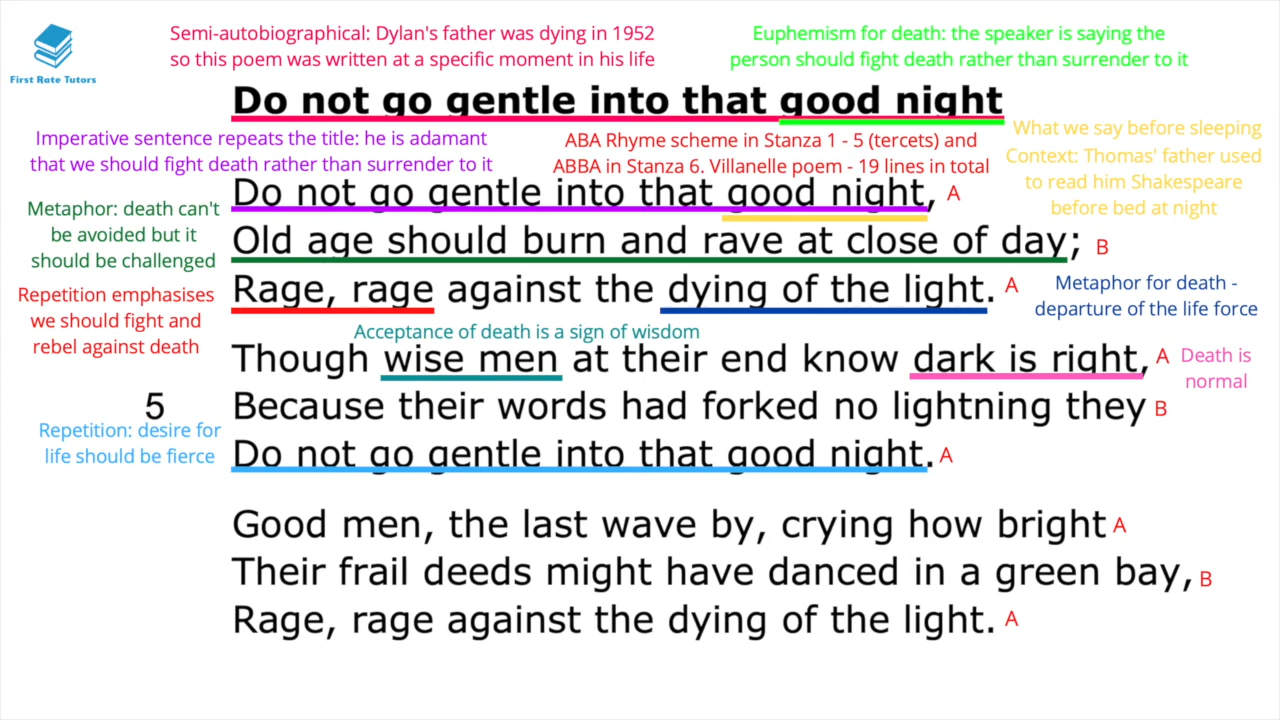 First Rate Tutors
Semi-autobiographical: Dylan's father was dying in 1952
so this poem was written at a specific moment in his life
Euphemism for death: the speaker is saying the
person should fight death rather than surrender to it
Do not go gentle into that good night
Imperative sentence repeats the title: he is adamant
that we should fight death rather than surrender to it
ABA Rhyme scheme in Stanza 1 - 5 (tercets) and
ABBA in Stanza 6. Villanelle poem - 19 lines in total
What we say before sleeping
Context: Thomas' father used
to read him Shakespeare
before bed at night
Do not go gentle into that good night, A
Metaphor: death can't
be avoided but it
should be challenged
Old age should burn and rave at close of day; B
Repetition emphasises
we should fight and
rebel against death
Rage, rage against the dying of the light. A
Metaphor for death -
departure of the life force
Acceptance of death is a sign of wisdom
Though wise men at their end know dark is right, A
Death is
normal
5 Because their words had forked no lightning they B
Repetition: desire for
life should be fierce
Do not go gentle into that good night. A
Good men, the last wave by, crying how bright A
Their frail deeds might have danced in a green bay, B
Rage, rage against the dying of the light. A